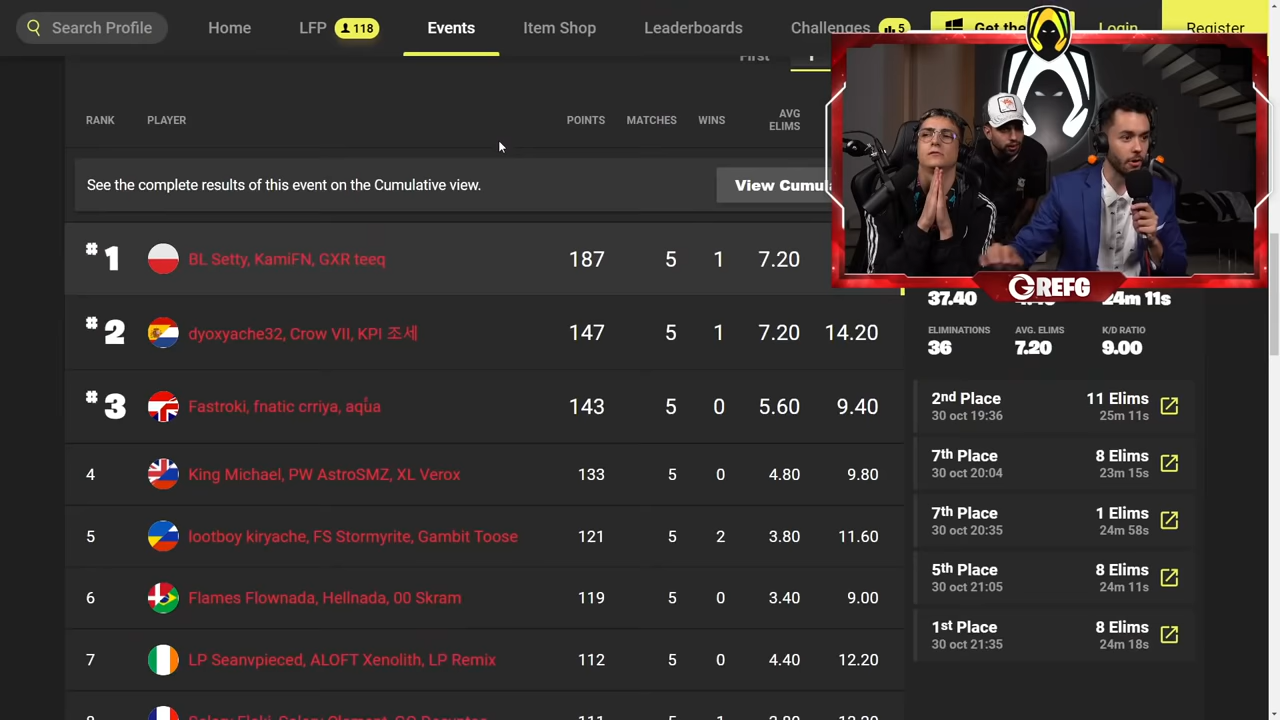 Search Profile
Home
LFP 118
Events
Item Shop
Leaderboards
Challenges 5
Get the
Login
Register
First
RANK PLAYER POINTS MATCHES WINS AVG ELIMS
See the complete results of this event on the Cumulative view.
View Cumu
#1 BL Setty, KamiFN, GXR teeq 187 5 1 7.20
#2 dyoxyache32, Crow VII, KPI 조세 147 5 1 7.20 14.20
#3 Fastroki, fnatic crriya, aqủa 143 5 0 5.60 9.40
4 King Michael, PW AstroSMZ, XL Verox 133 5 0 4.80 9.80
5 lootboy kiryache, FS Stormyrite, Gambit Toose 121 5 2 3.80 11.60
6 Flames Flownada, Hellnada, 00 Skram 119 5 0 3.40 9.00
7 LP Seanvpieced, ALOFT Xenolith, LP Remix 112 5 0 4.40 12.20
GREFG
37.40 24m 11s
ELIMINATIONS AVG. ELIMS K/D RATIO
36 7.20 9.00
2nd Place 11 Elims
30 oct 19:36 25m 11s
7th Place 8 Elims
30 oct 20:04 23m 15s
7th Place 1 Elims
30 oct 20:35 24m 58s
5th Place 8 Elims
30 oct 21:05 24m 11s
1st Place 8 Elims
30 oct 21:35 24m 18s